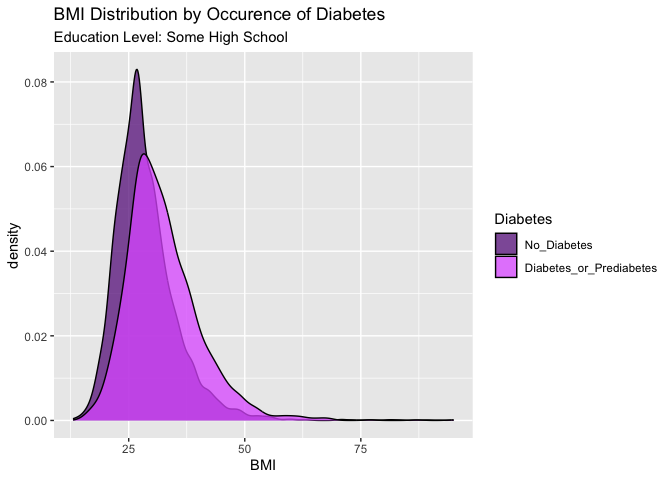 BMI Distribution by Occurence of Diabetes
Education Level: Some High School
0.08
0.06
0.04
0.02
0.00
density
25
50
75
BMI
Diabetes
No_Diabetes
Diabetes_or_Prediabetes